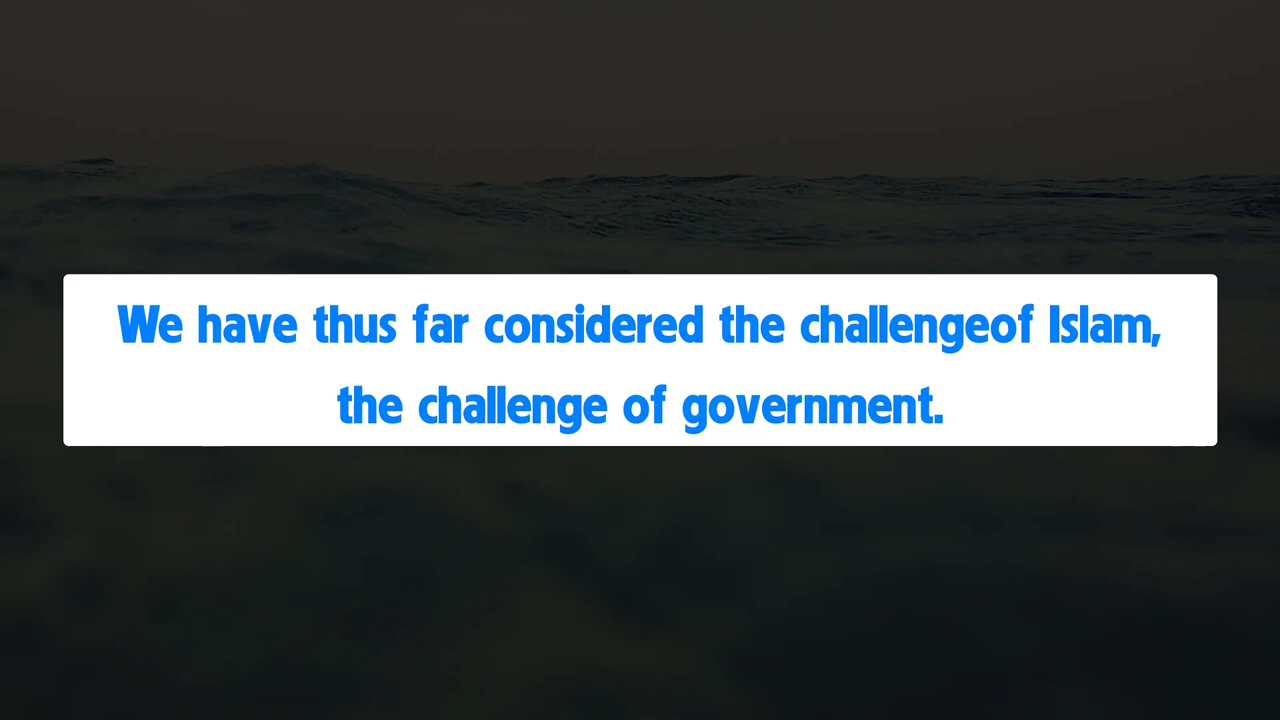 We have thus far considered the challengeof Islam,
the challenge of government.